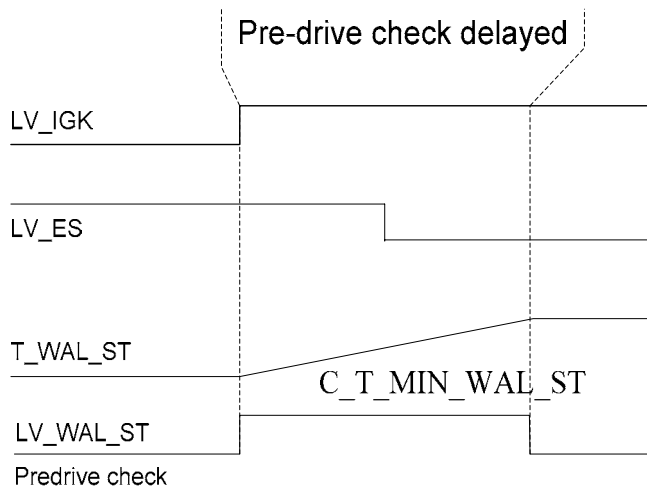 Pre-drive check delayed
LV_IGK
LV_ES
T_WAL_ST
C_T_MIN_WAL_ST
LV_WAL_ST
Predrive check